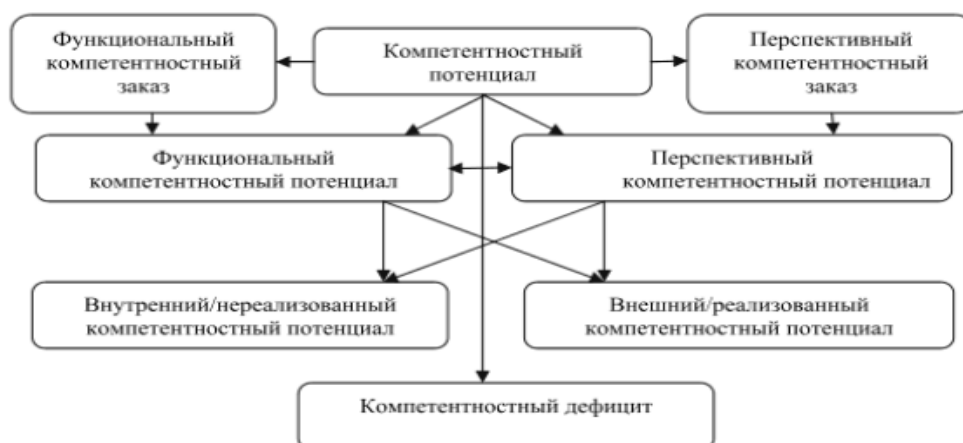 Функциональный
компетентностный
заказ
Компетентностный
потенциал
Перспективный
компетентностный
заказ
Функциональный
компетентностный потенциал
Перспективный
компетентностный потенциал
Внутренний/нереализованный
компетентностный потенциал
Внешний/реализованный
компетентностный потенциал
Компетентностный дефицит